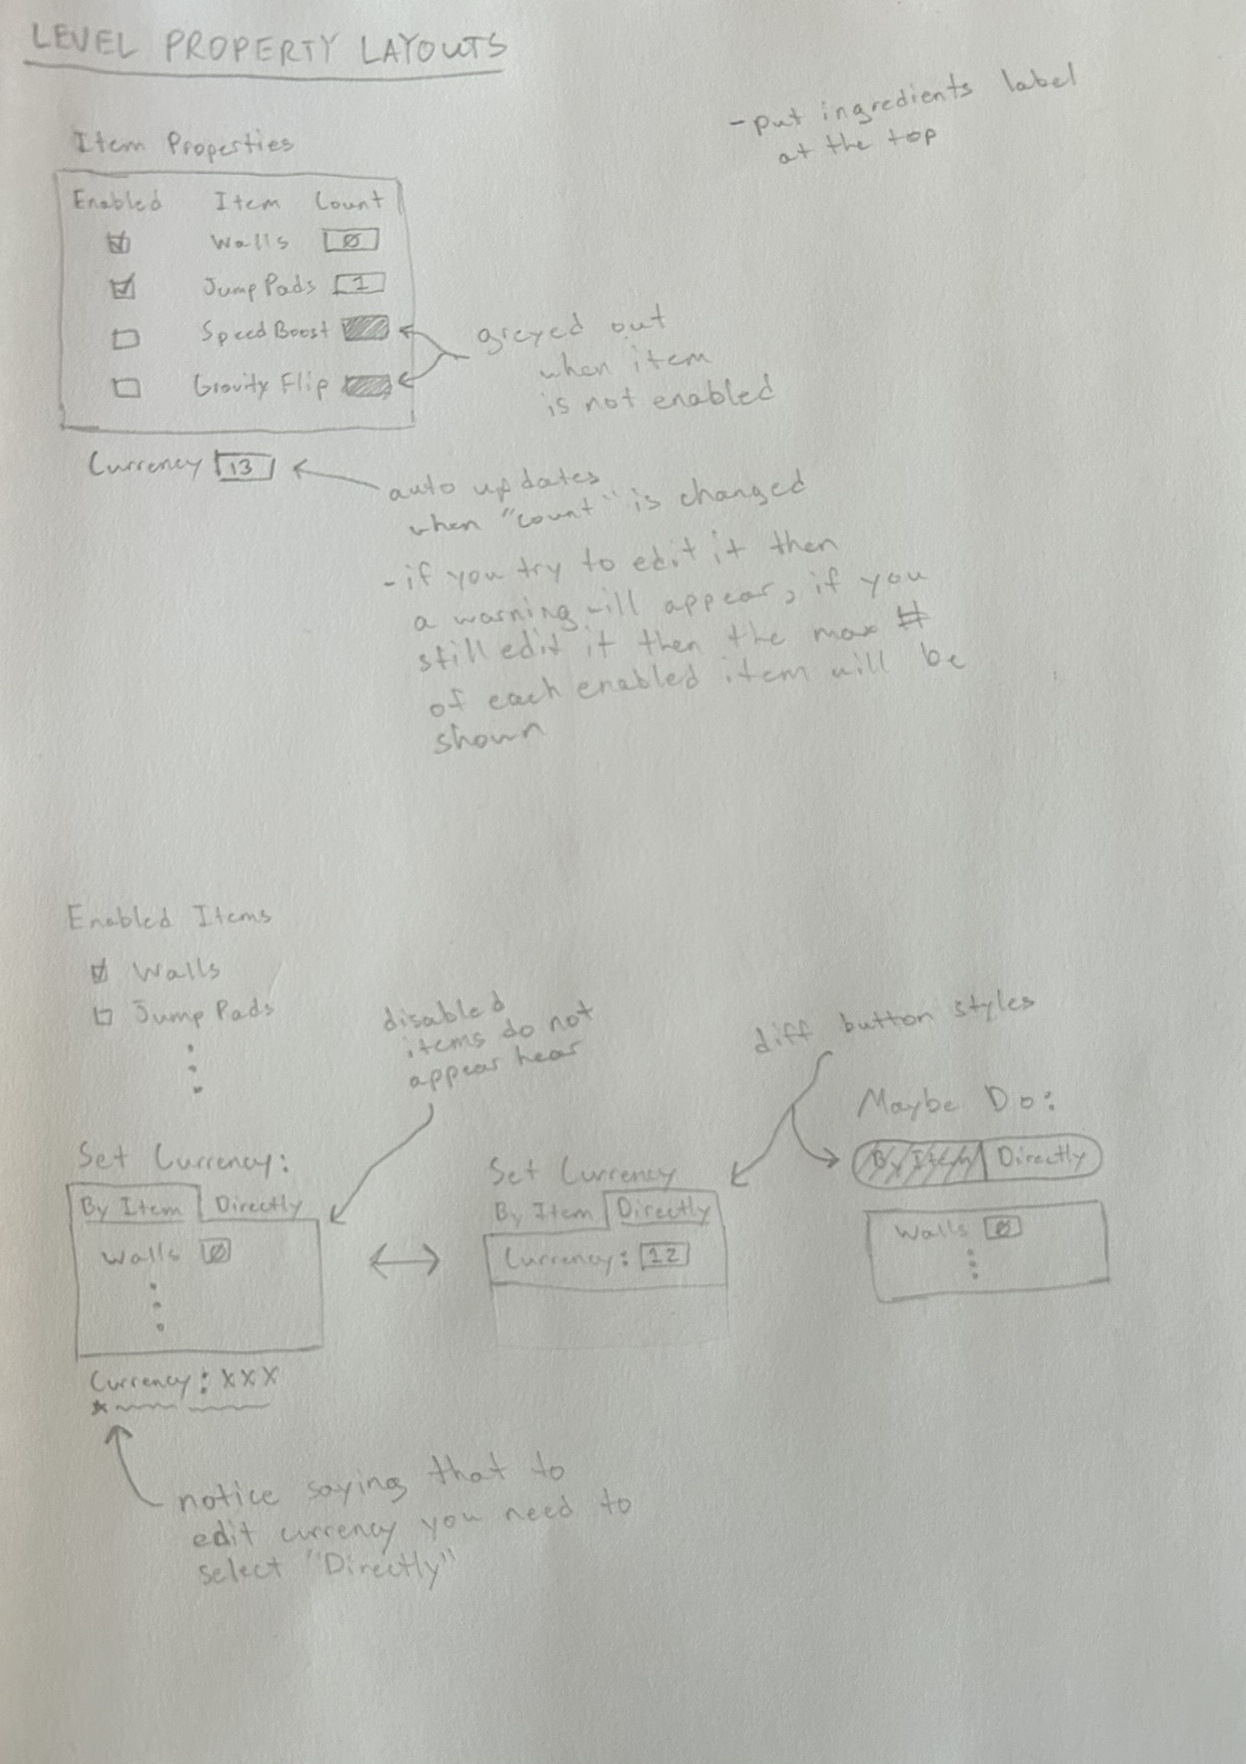 LEVEL PROPERTY LAYOUTS
- put ingredients label
at the top
Item Properties
Enabled Item Count
Walls 0
Jump Pads 1
Speed Boost
Gravity Flip
greyed out
when item
is not enabled
Currency 13
auto updates
when "count" is changed
- if you try to edit it then
a warning will appear, if you
still edit it then the max #
of each enabled item will be
shown
Enabled Items
Walls
Jump Pads
disabled
items do not
appear hear
diff button styles
Maybe Do:
By Item Directly
Walls 0
Set Currency:
By Item Directly
Walls 0
Currency: XXX
Set Currency
By Item Directly
Currency: 12
notice saying that to
edit currency you need to
select "Directly"